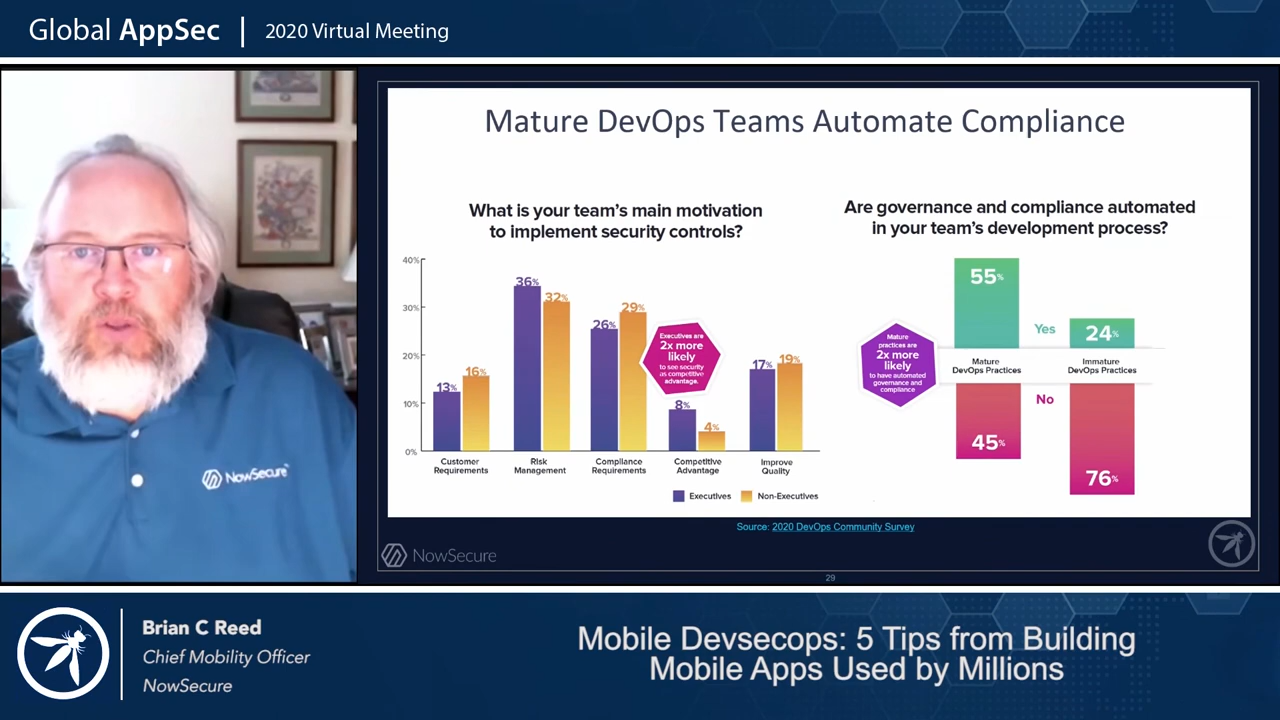 Global AppSec | 2020 Virtual Meeting
NowSecure™
Mature DevOps Teams Automate Compliance
What is your team's main motivation
to implement security controls?
40%
30%
20%
10%
0%
13%
16%
36%
32%
26%
29%
8%
4%
17%
19%
Executives are
2x more
likely
to see security
as competitive
advantage.
Customer
Requirements
Risk
Management
Compliance
Requirements
Competitive
Advantage
Improve
Quality
Executives
Non-Executives
Are governance and compliance automated
in your team's development process?
Mature
practices are
2x more
likely
to have automated
governance and
compliance
55%
Yes
24%
Mature
DevOps Practices
Immature
DevOps Practices
No
45%
76%
Source: 2020 DevOps Community Survey
NowSecure
29
Brian C Reed
Chief Mobility Officer
NowSecure
Mobile Devsecops: 5 Tips from Building
Mobile Apps Used by Millions